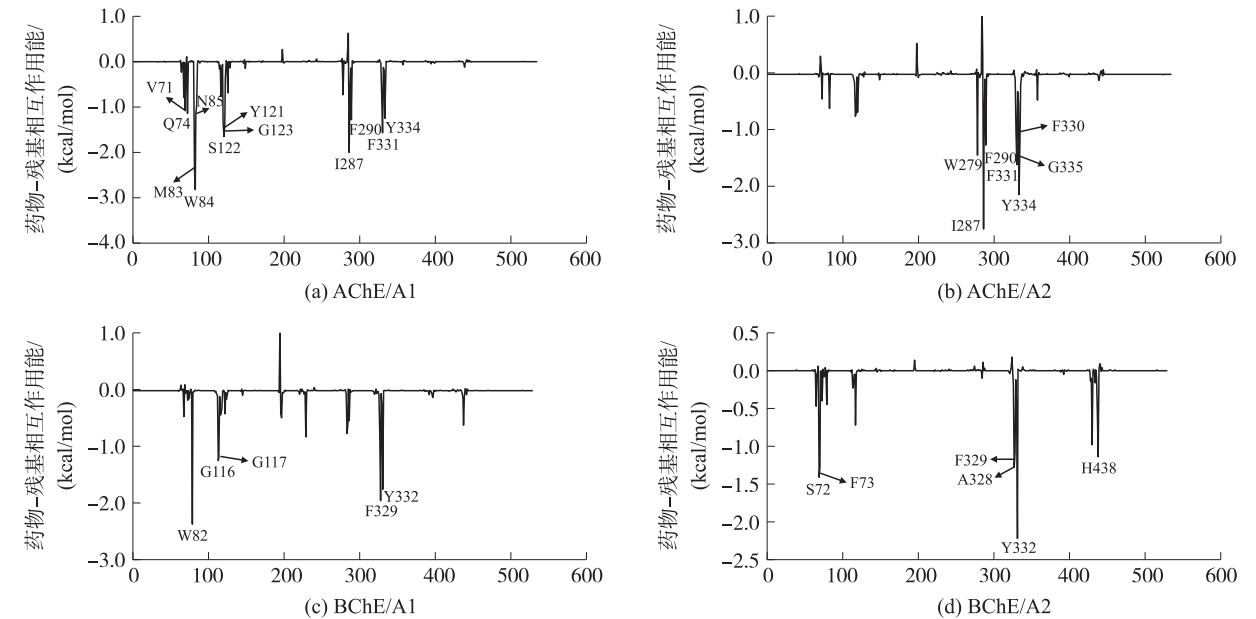 药物-残基相互作用能/
(kcal/mol)
1.0
0.0
-1.0
-2.0
-3.0
-4.0
V71
Q74
N85
M83
W84
Y121
G123
S122
F290
Y334
F331
I287
0 100 200 300 400 500 600
(a) AChE/A1
药物-残基相互作用能/
(kcal/mol)
1.0
0.0
-1.0
-2.0
-3.0
W279
F290
F331
F330
G335
Y334
I287
0 100 200 300 400 500 600
(b) AChE/A2
药物-残基相互作用能/
(kcal/mol)
1.0
0.0
-1.0
-2.0
-3.0
G116
G117
W82
Y332
F329
0 100 200 300 400 500 600
(c) BChE/A1
药物-残基相互作用能/
(kcal/mol)
0.5
0.0
-0.5
-1.0
-1.5
-2.0
-2.5
S72
F73
F329
A328
H438
Y332
0 100 200 300 400 500 600
(d) BChE/A2